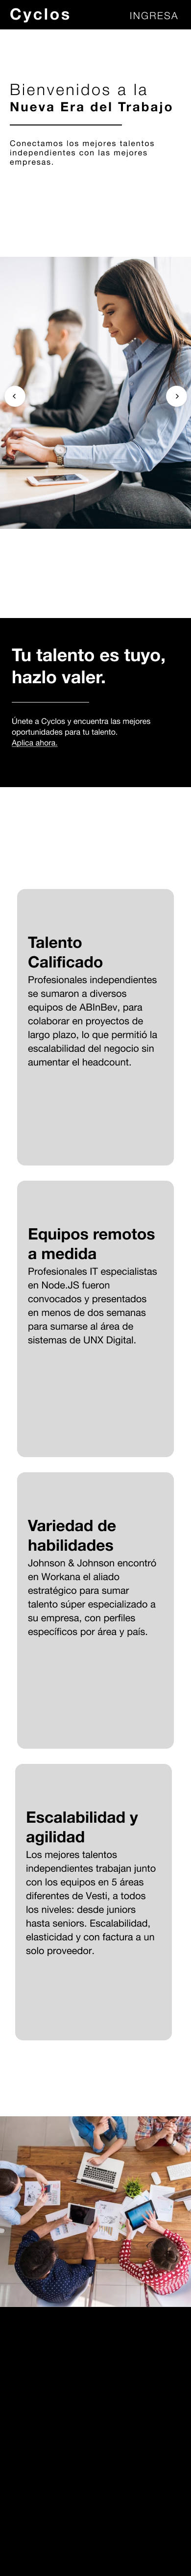 Cyclos
INGRESA
Bienvenidos a la
Nueva Era del Trabajo
Conectamos los mejores talentos
independientes con las mejores
empresas.
Tu talento es tuyo,
hazlo valer.
Únete a Cyclos y encuentra las mejores
oportunidades para tu talento.
Aplica ahora.
Talento
Calificado
Profesionales independientes
se sumaron a diversos
equipos de ABInBev, para
colaborar en proyectos de
largo plazo, lo que permitió la
escalabilidad del negocio sin
aumentar el headcount.
Equipos remotos
a medida
Profesionales IT especialistas
en Node.JS fueron
convocados y presentados
en menos de dos semanas
para sumarse al área de
sistemas de UNX Digital.
Variedad de
habilidades
Johnson & Johnson encontró
en Workana el aliado
estratégico para sumar
talento súper especializado a
su empresa, con perfiles
específicos por área y país.
Escalabilidad y
agilidad
Los mejores talentos
independientes trabajan junto
con los equipos en 5 áreas
diferentes de Vesti, a todos
los niveles: desde juniors
hasta seniors. Escalabilidad,
elasticidad y con factura a un
solo proveedor.